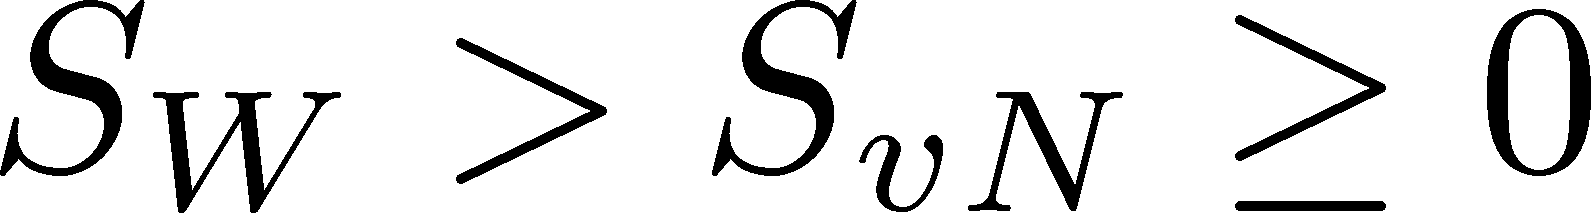 S_W > S_{vN} ≥ 0